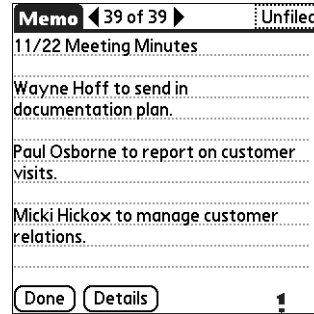 Memo 39 of 39 Unfiled
11/22 Meeting Minutes
Wayne Hoff to send in
documentation plan.
Paul Osborne to report on customer
visits.
Micki Hickox to manage customer
relations.
Done Details